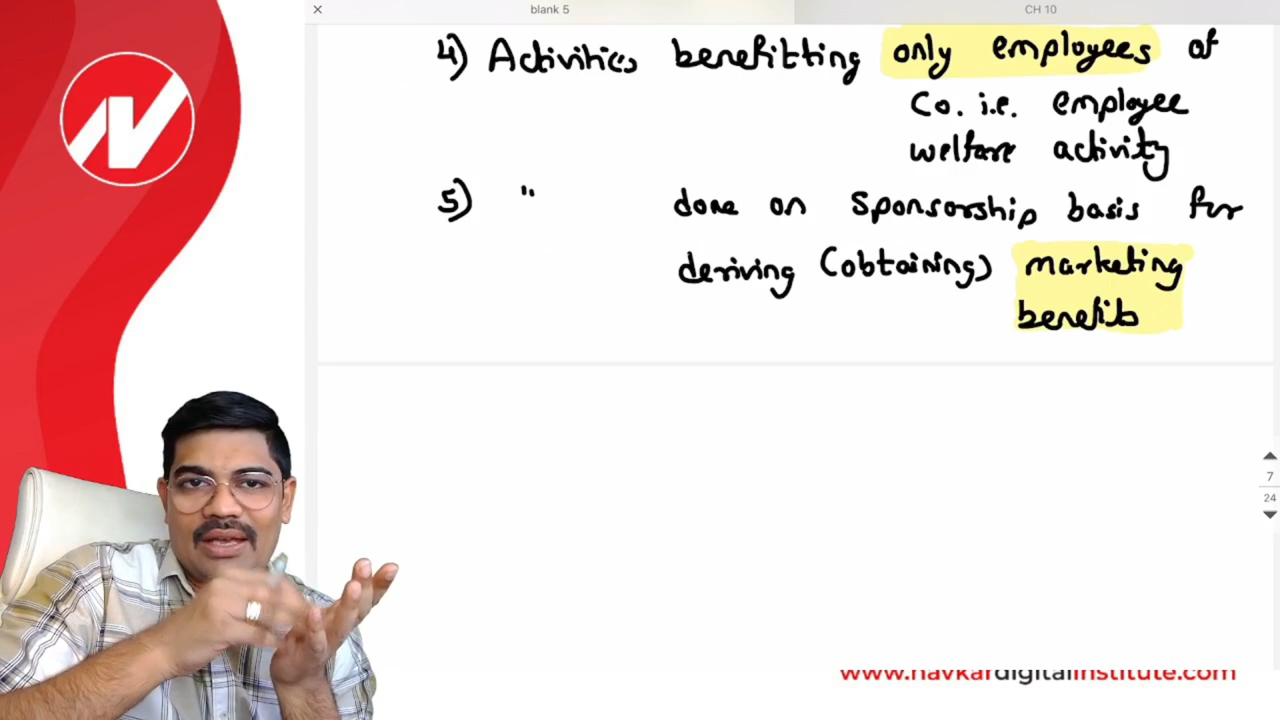 × blank 5 CH 10
4) Activities benefitting only employees of
Co. i.e. employee
welfare activity
5) " done on sponsorship basis for
deriving (obtaining) marketing
benefits
7
24
www.navkardigitalinstitute.com